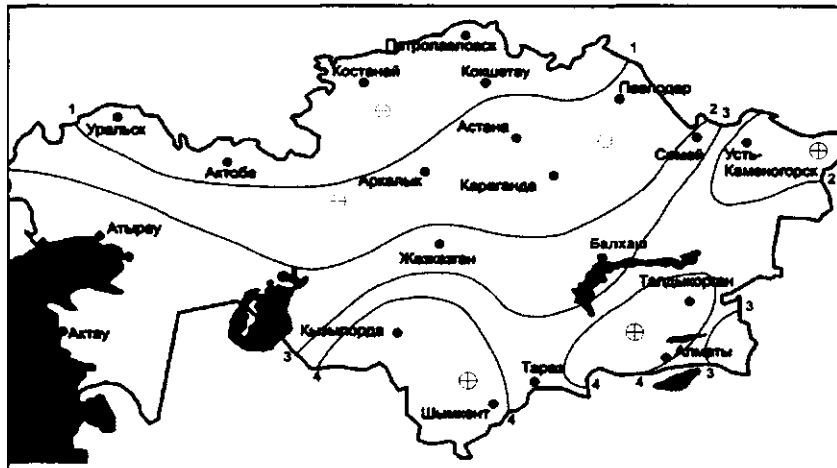 Петропавловск
1
Костанай
Кокшетау
Павлодар
1
Уральск
2 3
Астана
Семей
Усть-
Каменогорск
Актобе
Аркалык
Караганда
2
Атырау
Жазказган
Балхаш
Талдыкорган
3
Актау
Кызылорда
Алматы
3
4
Тараз
4
4
3
Шымкент
4